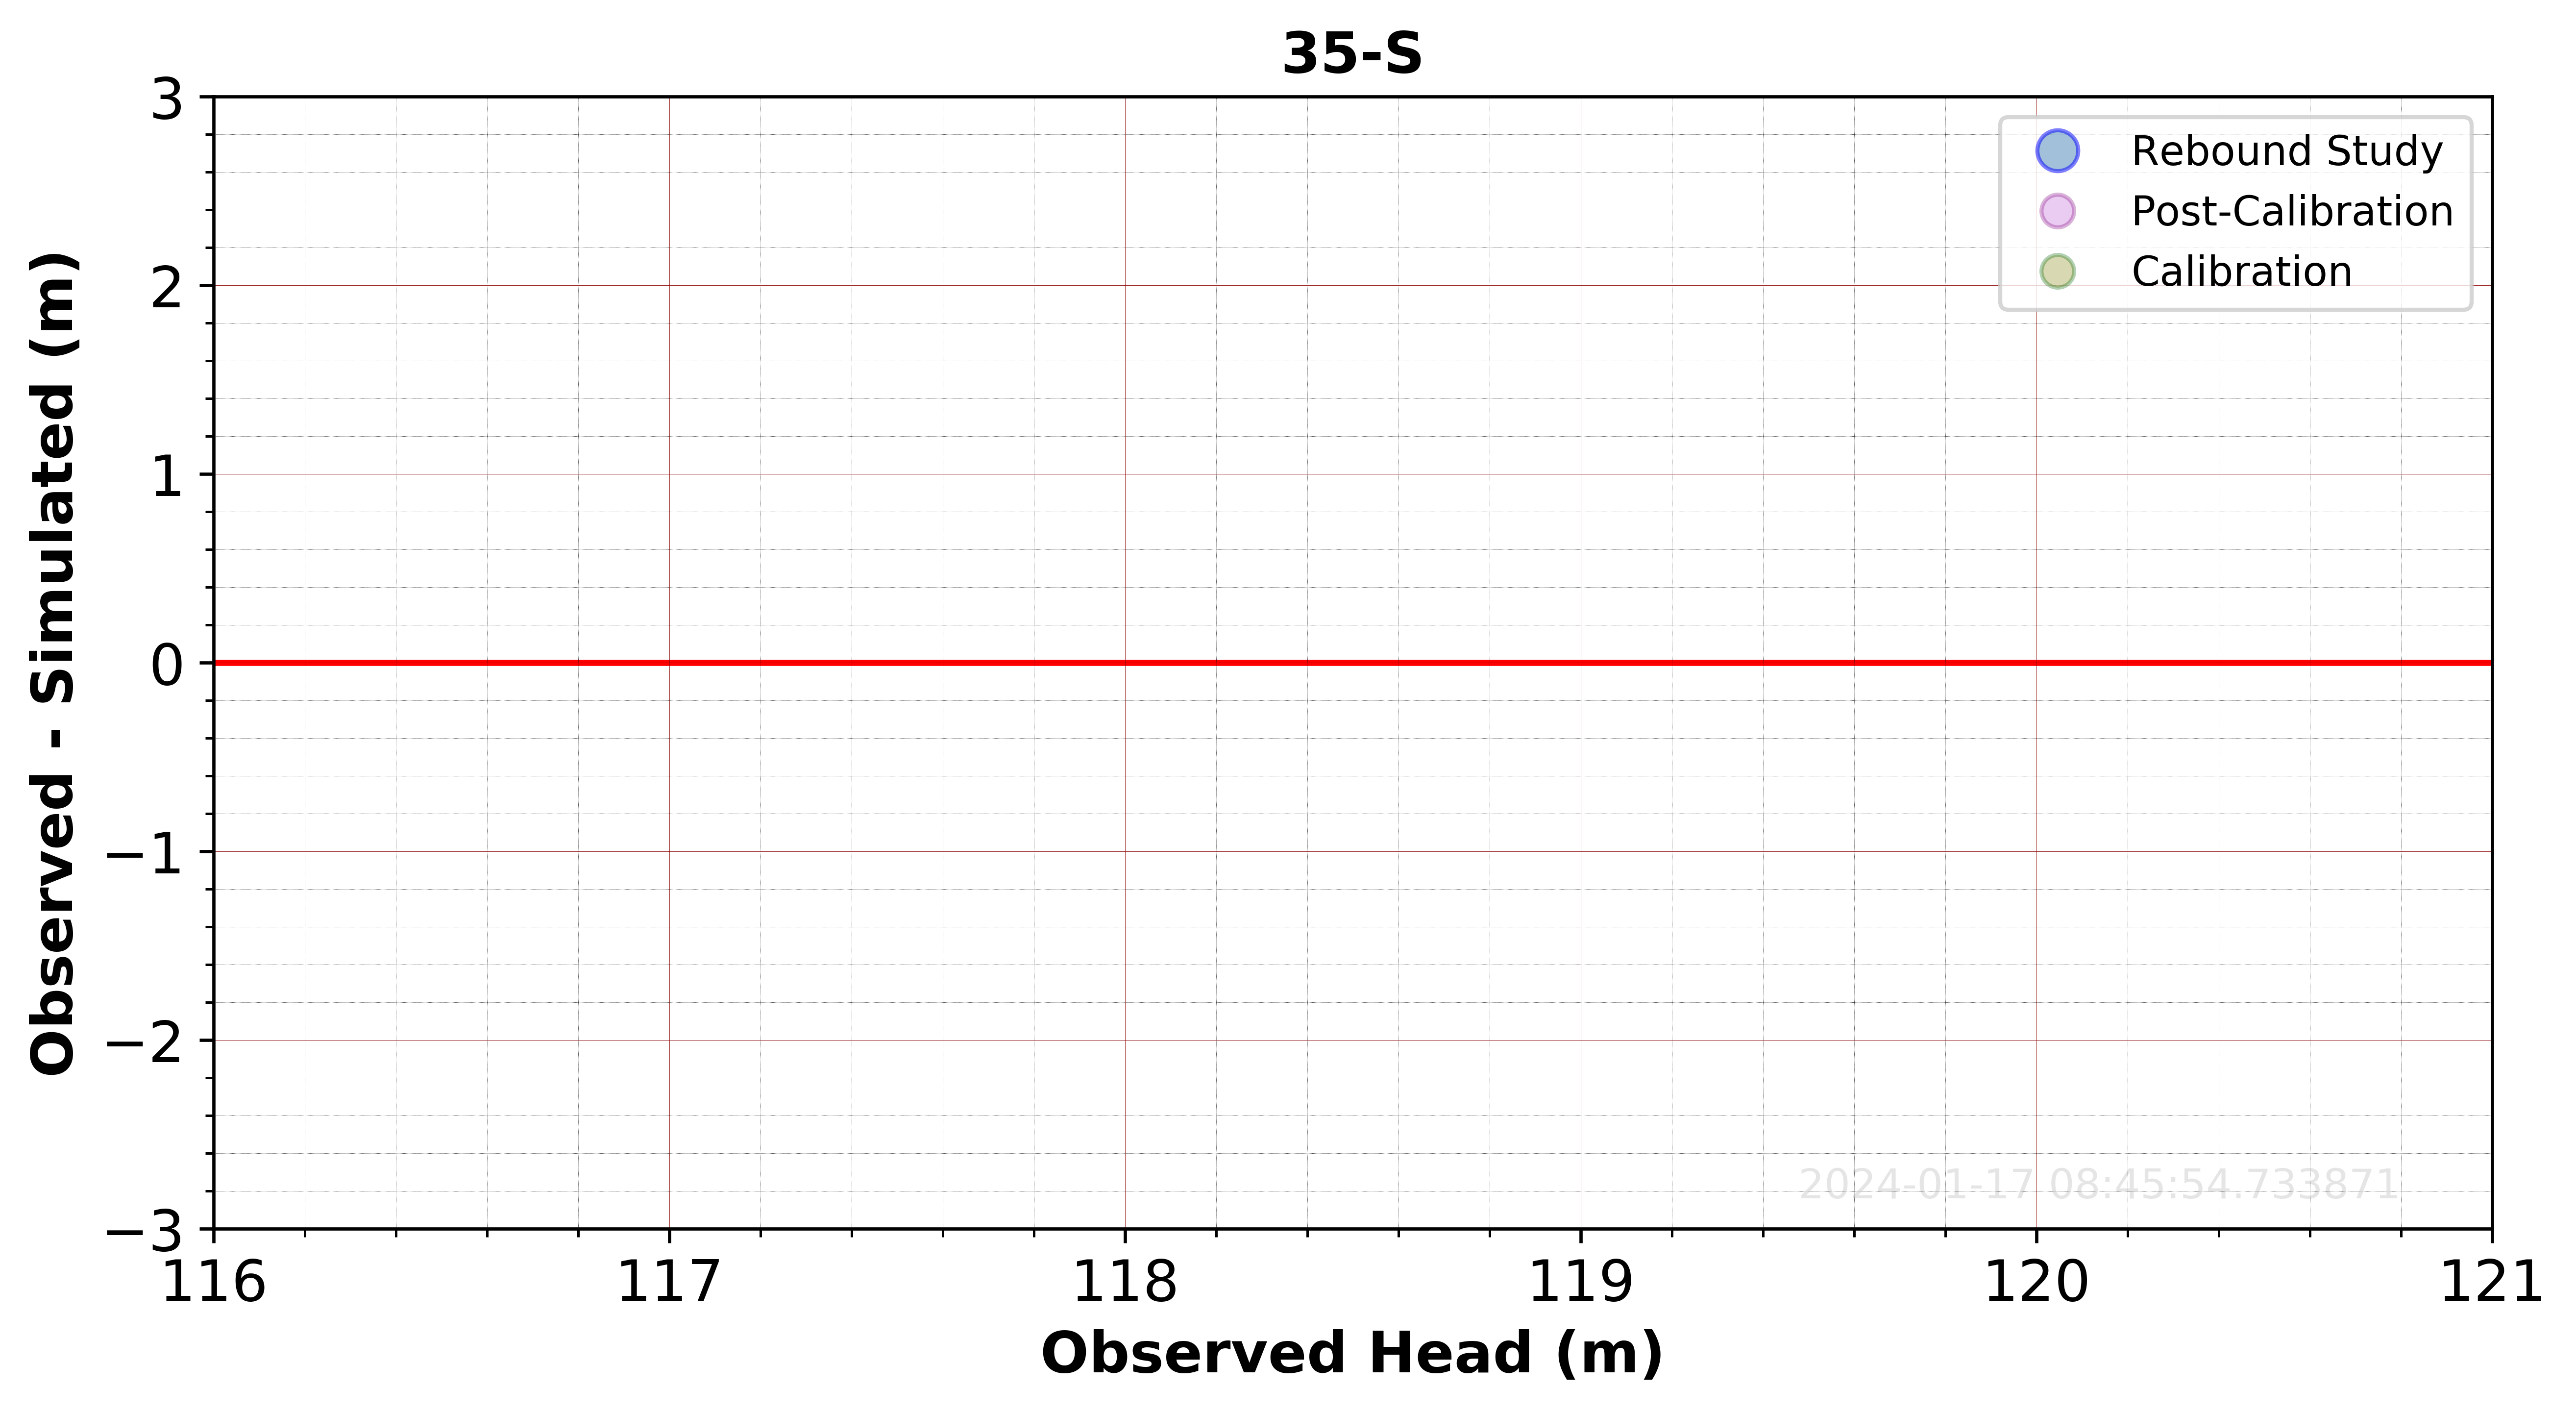 35-S
3
2
1
0
−1
−2
−3
Observed - Simulated (m)
Rebound Study
Post-Calibration
Calibration
2024-01-17 08:45:54.733871
116 117 118 119 120 121
Observed Head (m)